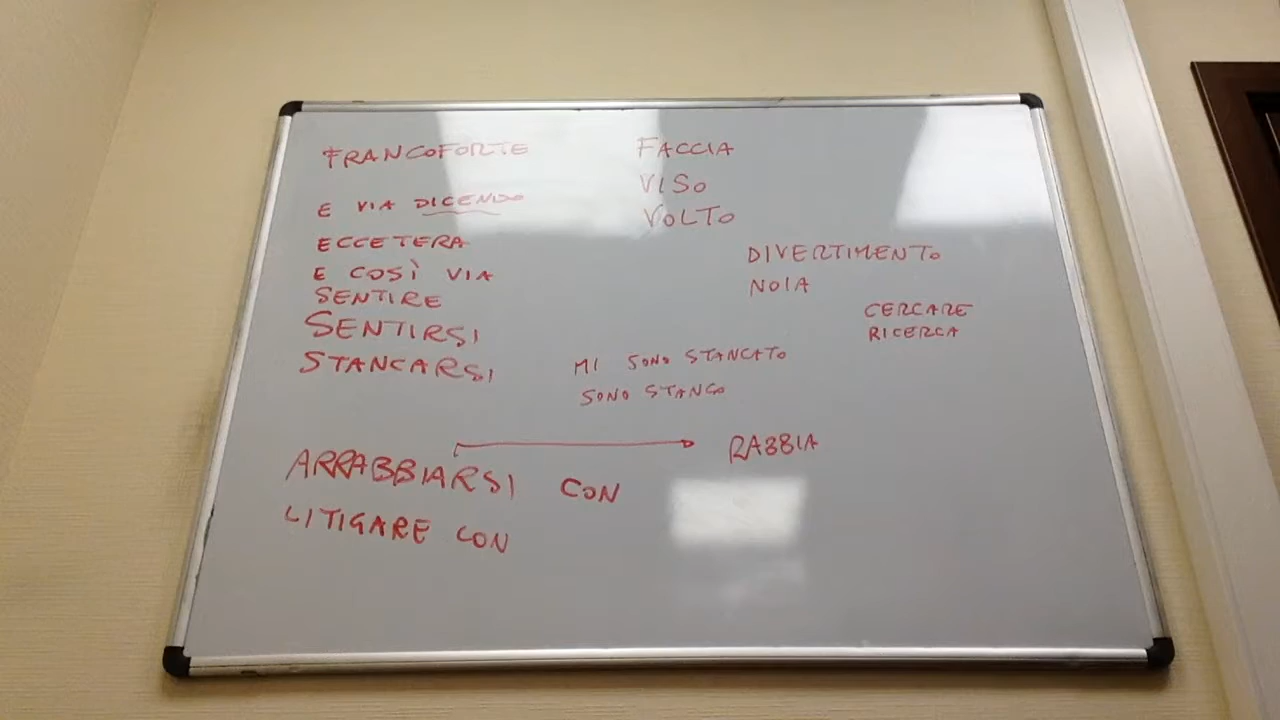 FRANCOFORTE
E VIA DICENDO
ECCETERA
E COSÌ VIA
SENTIRE
SENTIRSI
STANCARSI
FACCIA
VISO
VOLTO
DIVERTIMENTO
NOIA
CERCARE
RICERCA
MI SONO STANCATO
SONO STANCO
ARRABBIARSI CON
RABBIA
LITIGARE CON